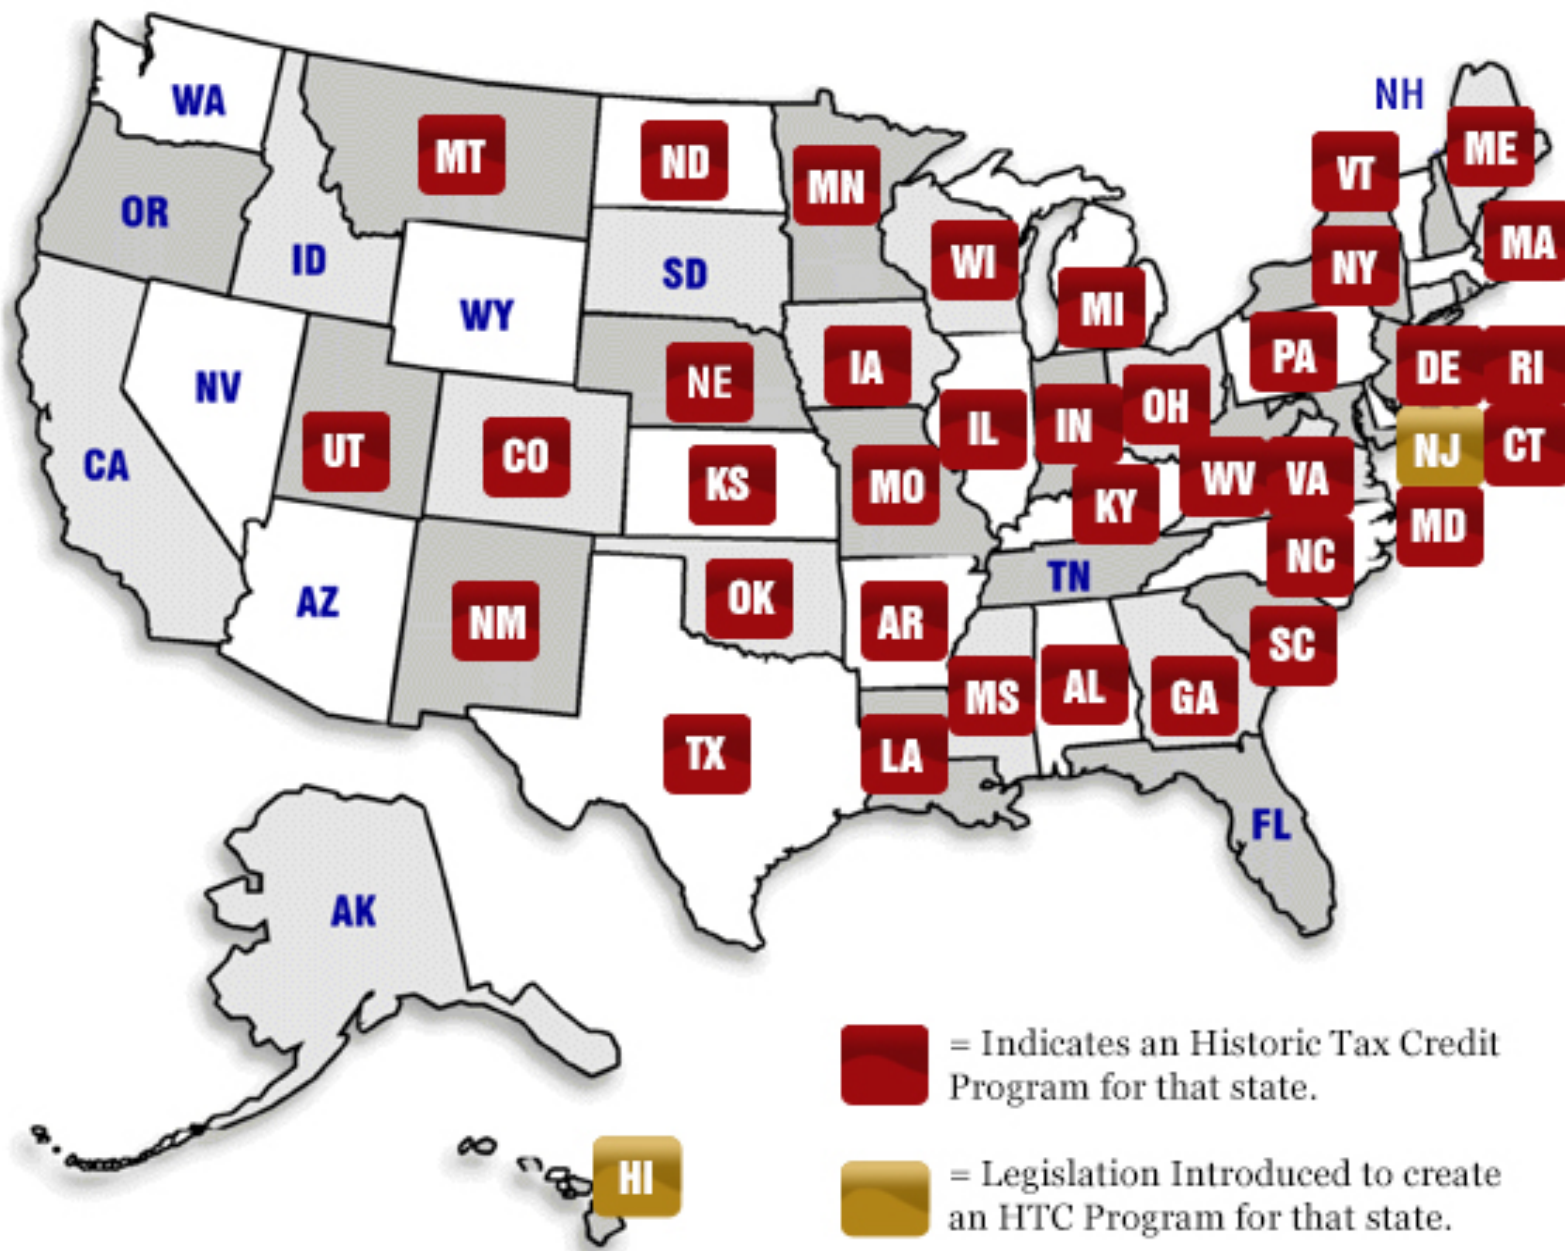 WA
NH
MT
ND
ME
MN
VT
OR
MA
ID
WI
NY
SD
WY
MI
PA
IA
DE
RI
NV
NE
OH
IL
IN
UT
CO
NJ
CT
CA
KS
MO
WV
VA
KY
MD
NC
TN
AZ
OK
NM
AR
SC
MS
AL
GA
TX
LA
FL
AK
= Indicates an Historic Tax Credit
Program for that state.
HI
= Legislation Introduced to create
an HTC Program for that state.